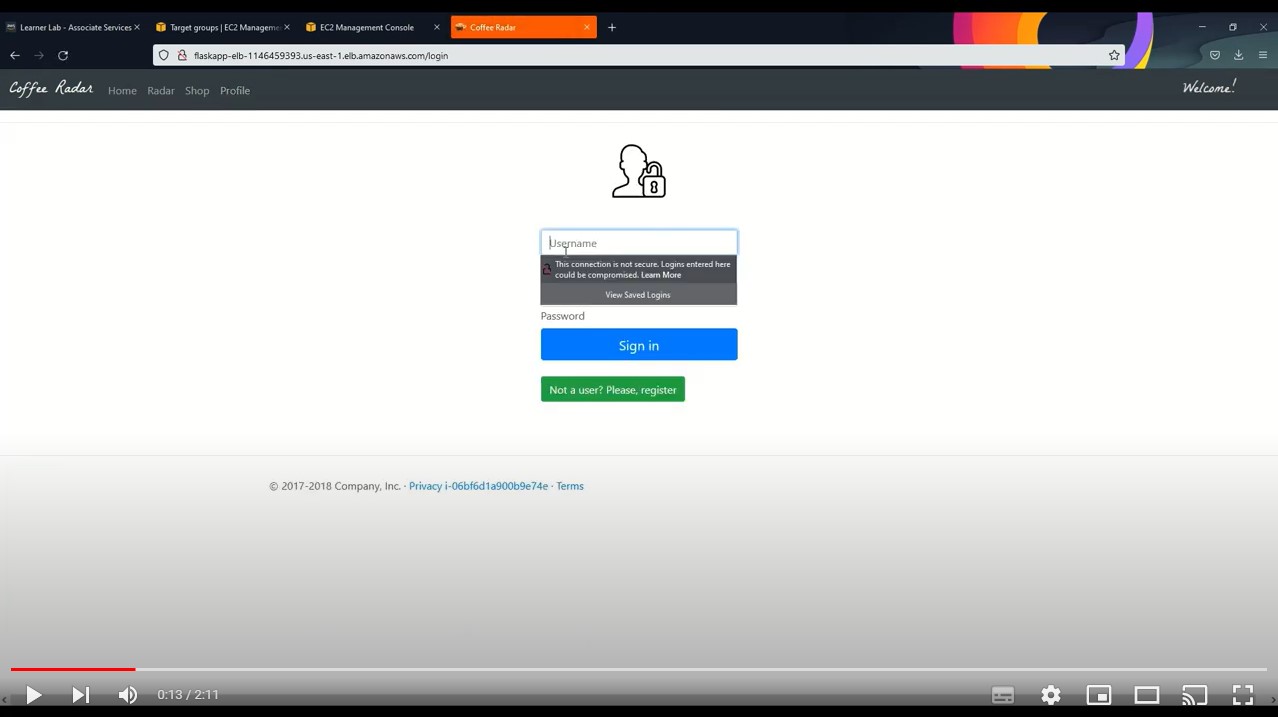 Learner Lab - Associate Services
Target groups | EC2 Manageme
EC2 Management Console
Coffee Radar
flaskapp-elb-1146459393.us-east-1.elb.amazonaws.com/login
Coffee Radar
Home
Radar
Shop
Profile
Welcome!
Username
This connection is not secure. Logins entered here
could be compromised. Learn More
View Saved Logins
Password
Sign in
Not a user? Please, register
© 2017-2018 Company, Inc. · Privacy i-06bf6d1a900b9e74e · Terms
0:13 / 2:11